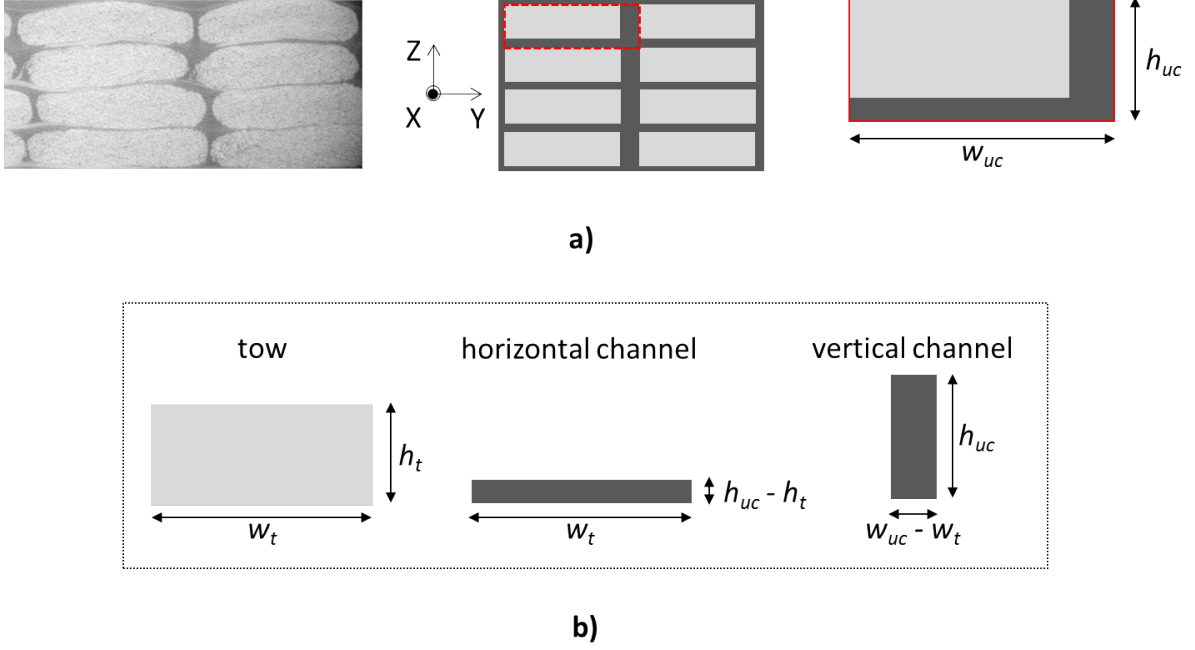 Z
X
Y
h_uc
w_uc
a)
tow
horizontal channel
vertical channel
h_t
w_t
h_uc - h_t
w_t
h_uc
w_uc - w_t
b)